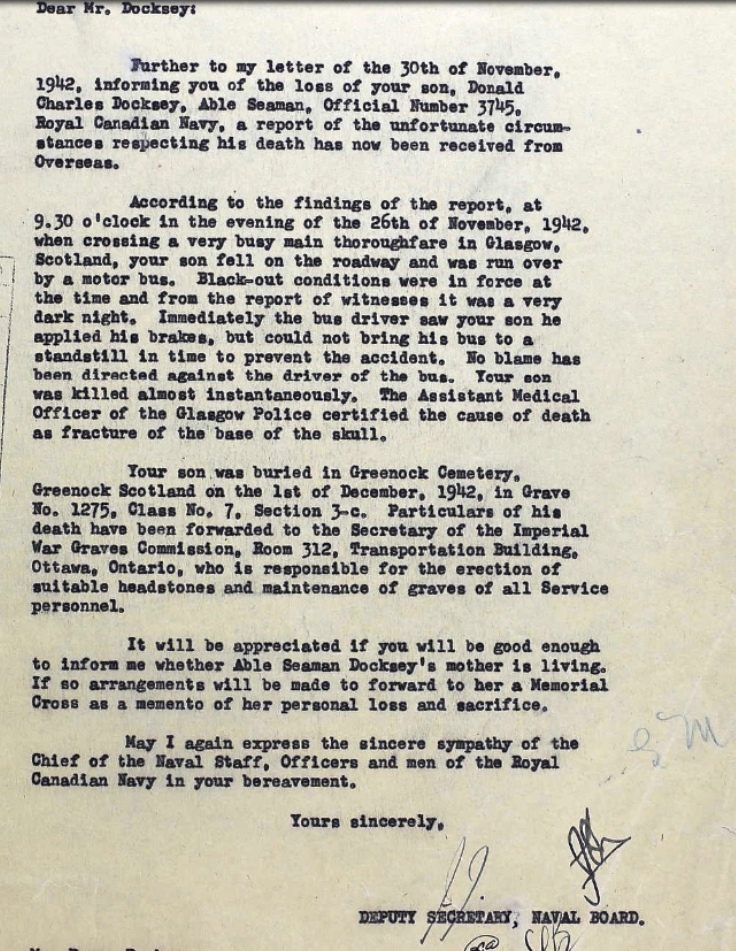 Dear Mr. Docksey:
Further to my letter of the 30th of November,
1942, informing you of the loss of your son, Donald
Charles Docksey, Able Seaman, Official Number 3745,
Royal Canadian Navy, a report of the unfortunate circum-
stances respecting his death has now been received from
Overseas.
According to the findings of the report, at
9.30 o'clock in the evening of the 26th of November, 1942,
when crossing a very busy main thoroughfare in Glasgow,
Scotland, your son fell on the roadway and was run over
by a motor bus. Black-out conditions were in force at
the time and from the report of witnesses it was a very
dark night. Immediately the bus driver saw your son he
applied his brakes, but could not bring his bus to a
standstill in time to prevent the accident. No blame has
been directed against the driver of the bus. Your son
was killed almost instantaneously. The Assistant Medical
Officer of the Glasgow Police certified the cause of death
as fracture of the base of the skull.
Your son was buried in Greenock Cemetery,
Greenock Scotland on the 1st of December, 1942, in Grave
No. 1275, Class No. 7, Section 3-c. Particulars of his
death have been forwarded to the Secretary of the Imperial
War Graves Commission, Room 312, Transportation Building,
Ottawa, Ontario, who is responsible for the erection of
suitable headstones and maintenance of graves of all Service
personnel.
It will be appreciated if you will be good enough
to inform me whether Able Seaman Docksey's mother is living.
If so arrangements will be made to forward to her a Memorial
Cross as a memento of her personal loss and sacrifice.
May I again express the sincere sympathy of the
Chief of the Naval Staff, Officers and men of the Royal
Canadian Navy in your bereavement.
Yours sincerely,
DEPUTY SECRETARY, NAVAL BOARD.